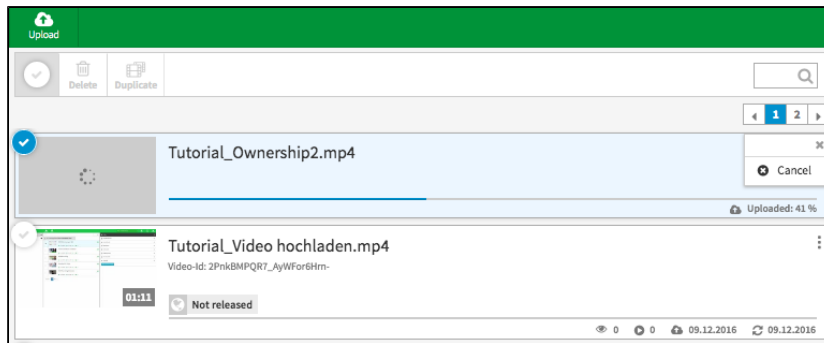 Upload
Delete Duplicate
1 2
Tutorial_Ownership2.mp4
Cancel
Uploaded: 41 %
Tutorial_Video hochladen.mp4
Video-Id: 2PnkBMPQR7_AyWFor6Hrn-
01:11
Not released
0 0 09.12.2016 09.12.2016